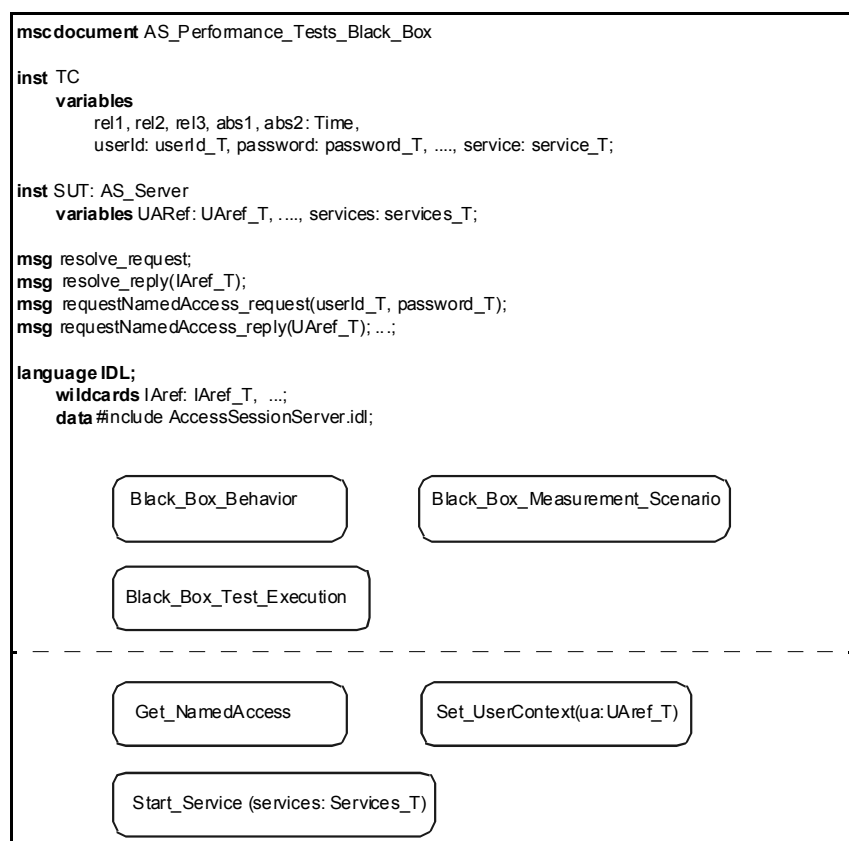 mscdocument AS_Performance_Tests_Black_Box
inst TC
variables
rel1, rel2, rel3, abs1, abs2: Time,
userId: userId_T, password: password_T, ...., service: service_T;
inst SUT: AS_Server
variables UARef: UAref_T, ...., services: services_T;
msg resolve_request;
msg resolve_reply(IAref_T);
msg requestNamedAccess_request(userId_T, password_T);
msg requestNamedAccess_reply(UAref_T); ...;
language IDL;
wildcards IAref: IAref_T, ...;
data #include AccessSessionServer.idl;
Black_Box_Behavior
Black_Box_Measurement_Scenario
Black_Box_Test_Execution
Get_NamedAccess
Set_UserContext(ua:UAref_T)
Start_Service (services: Services_T)